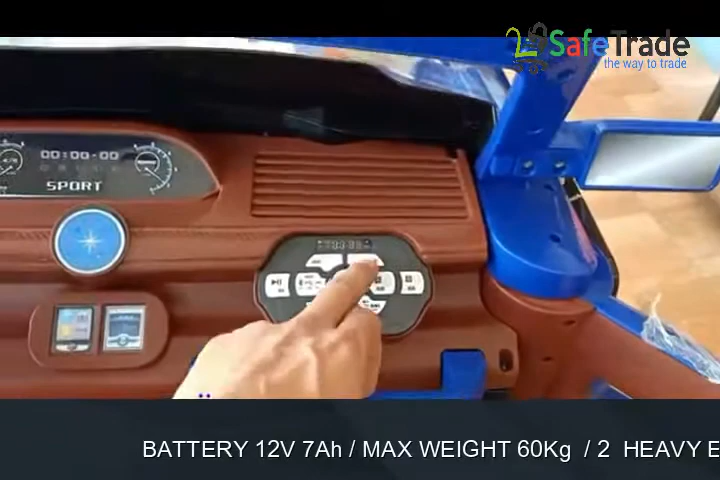 SafeTrade
the way to trade
00:00-00
SPORT
BATTERY 12V 7Ah / MAX WEIGHT 60Kg / 2 HEAVY E